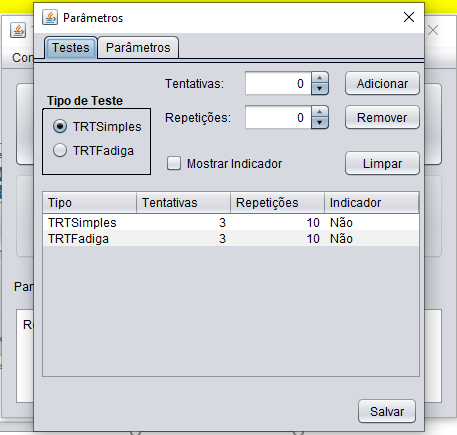 Parâmetros
Testes Parâmetros
Tentativas: 0 Adicionar
Tipo de Teste
Repetições: 0 Remover
TRTSimples
TRTFadiga
Mostrar Indicador Limpar
Tipo Tentativas Repetições Indicador
TRTSimples 3 10 Não
TRTFadiga 3 10 Não
Salvar